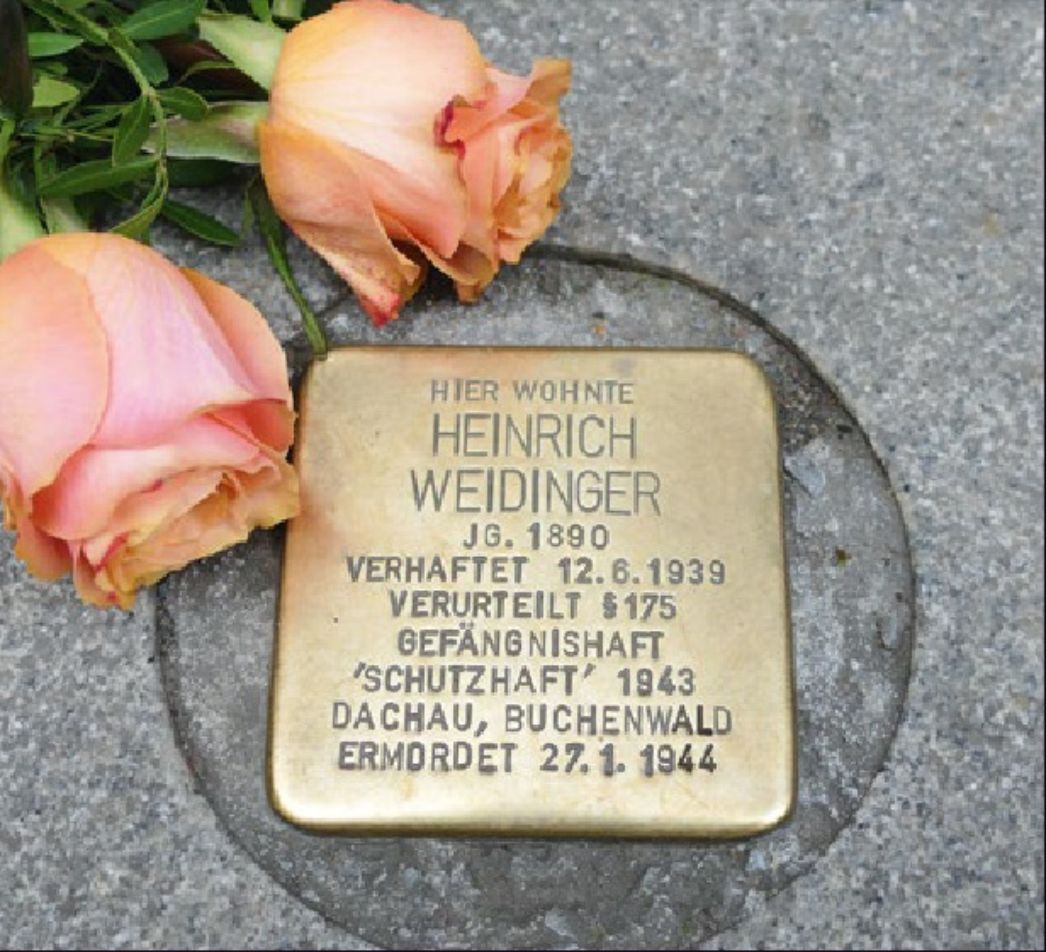 HIER WOHNTE
HEINRICH
WEIDINGER
JG. 1890
VERHAFTET 12.6.1939
VERURTEILT §175
GEFÄNGNISHAFT
'SCHUTZHAFT' 1943
DACHAU, BUCHENWALD
ERMORDET 27.1.1944